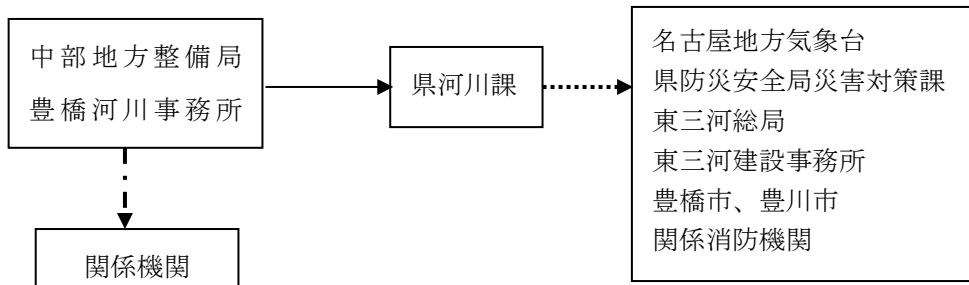 中部地方整備局
豊橋河川事務所
県河川課
名古屋地方気象台
県防災安全局災害対策課
東三河総局
東三河建設事務所
豊橋市、豊川市
関係消防機関
関係機関